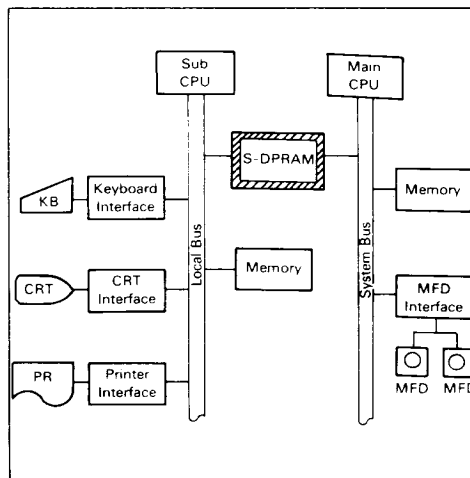 Sub
CPU
Main
CPU
S-DPRAM
KB
Keyboard
Interface
Memory
Local Bus
System Bus
Memory
CRT
CRT
Interface
MFD
Interface
PR
Printer
Interface
MFD
MFD